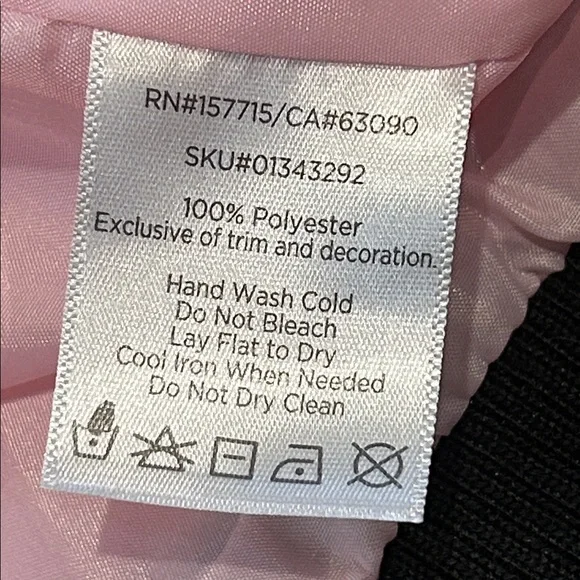 RN#157715/CA#63090
SKU#01343292
100% Polyester
Exclusive of trim and decoration.
Hand Wash Cold
Do Not Bleach
Lay Flat to Dry
Cool Iron When Needed
Do Not Dry Clean